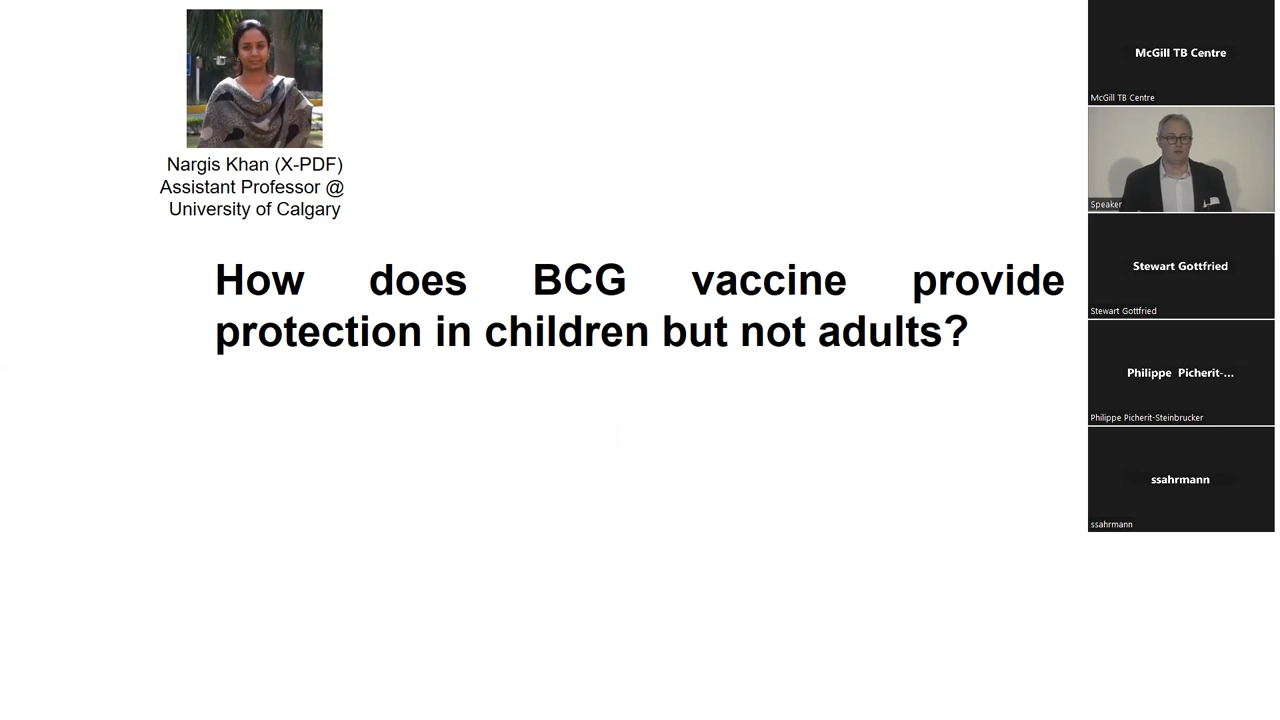 Nargis Khan (X-PDF)
Assistant Professor @
University of Calgary
How does BCG vaccine provide
protection in children but not adults?
McGill TB Centre
McGill TB Centre
Speaker
Stewart Gottfried
Stewart Gottfried
Philippe Picherit-...
Philippe Picherit-Steinbrucker
ssahrmann
ssahrmann